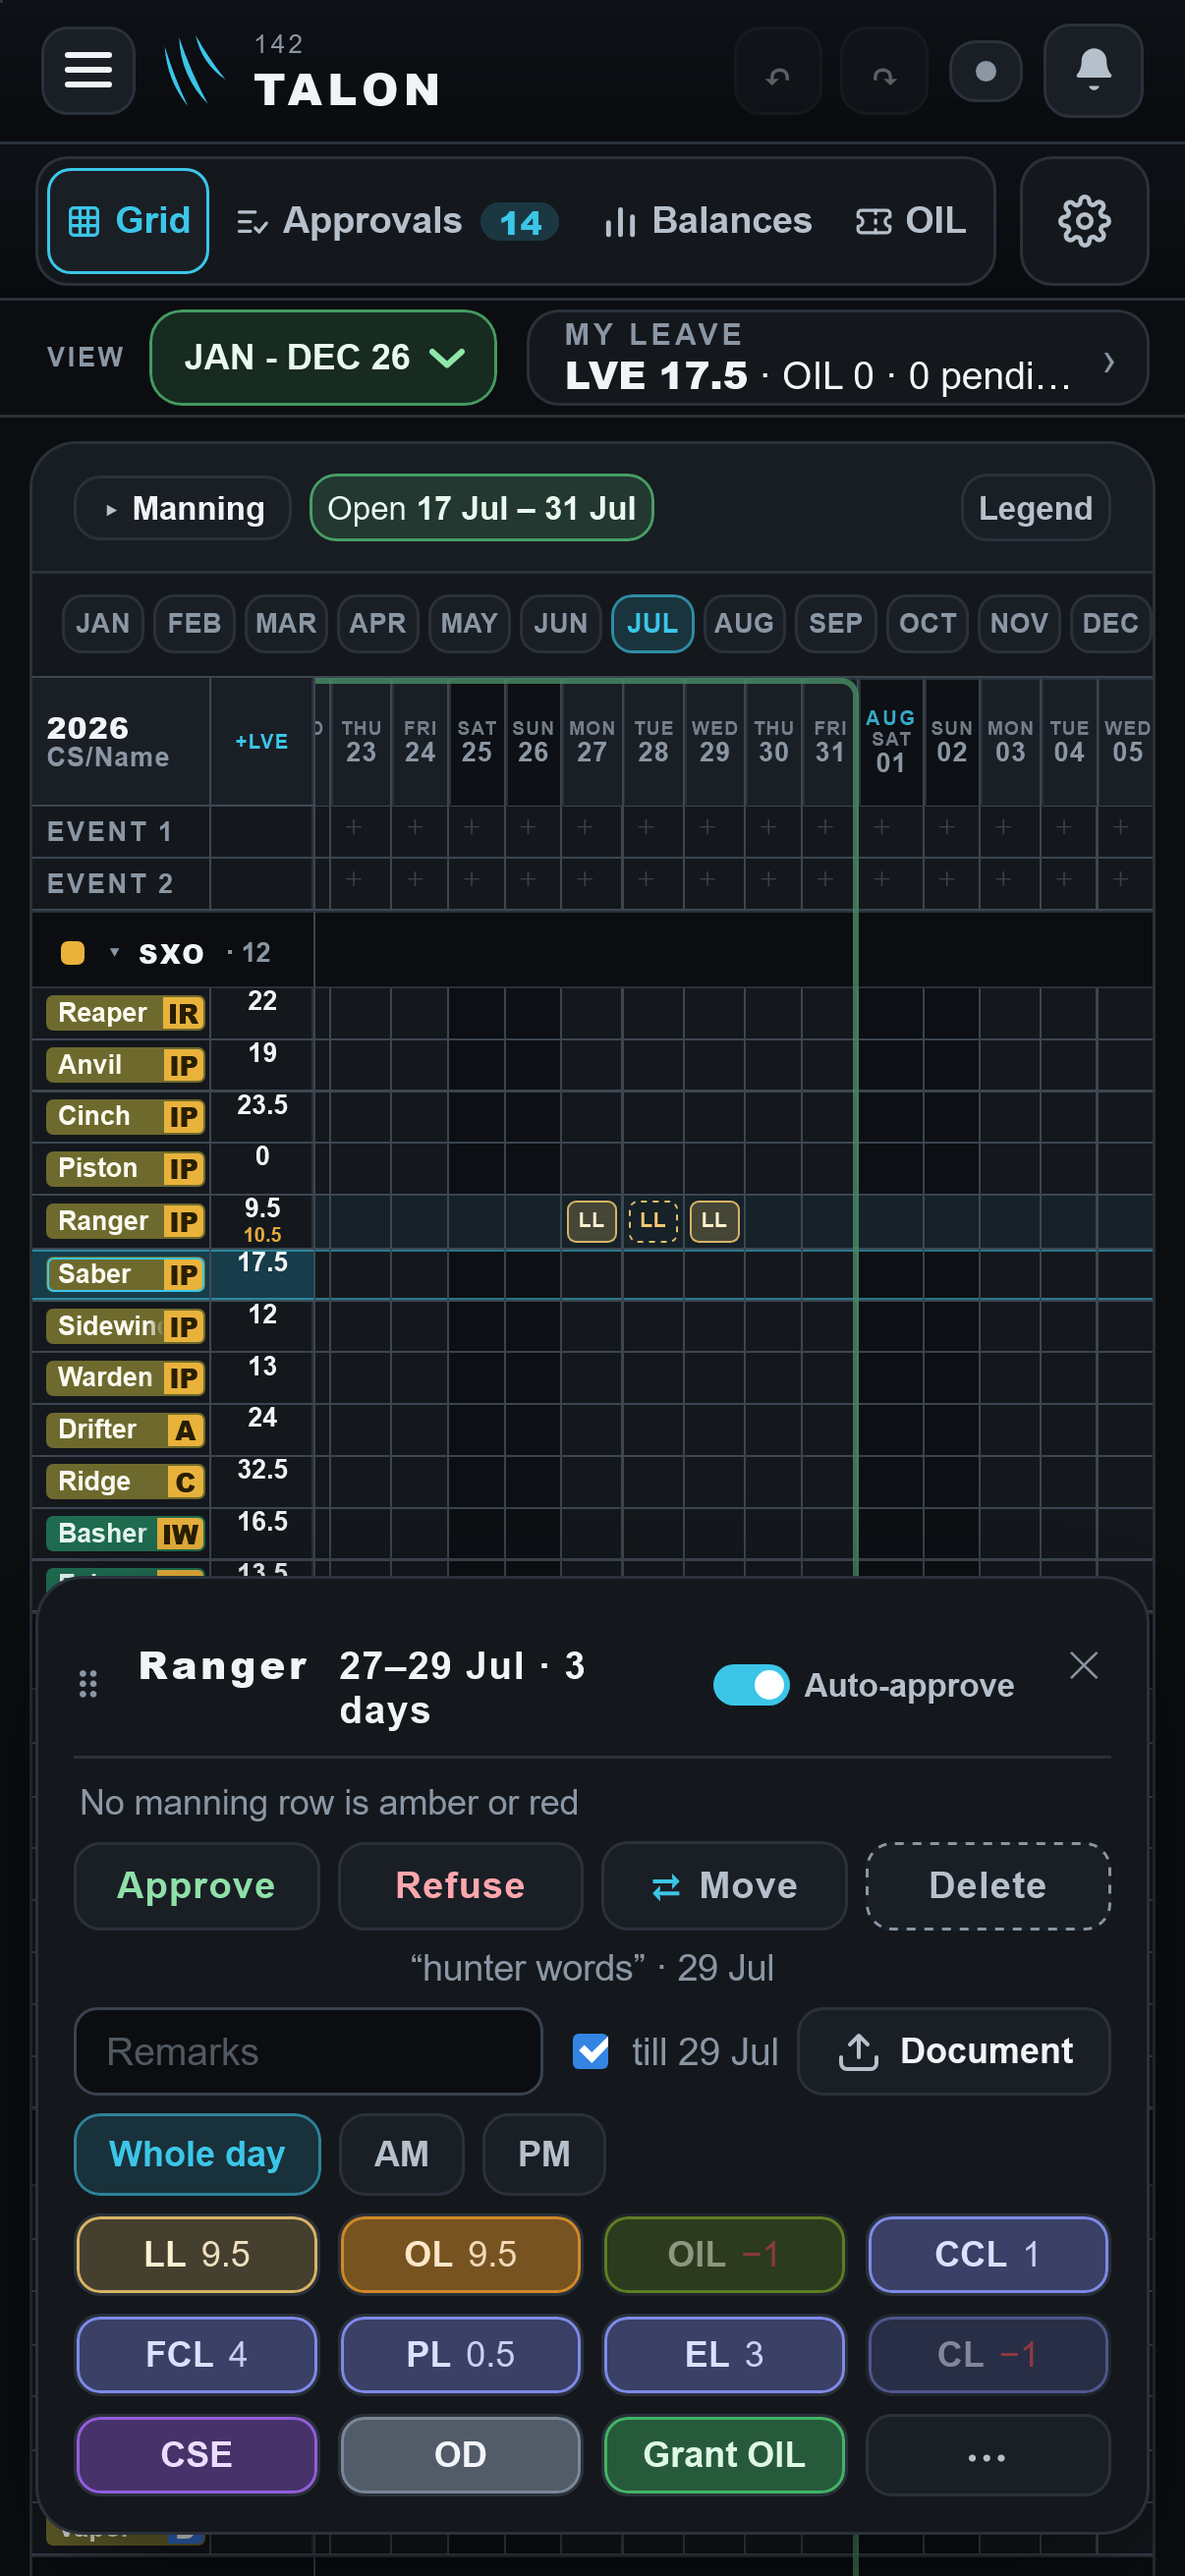 142
TALON
Grid
Approvals 14
Balances
OIL
VIEW
JAN - DEC 26
MY LEAVE
LVE 17.5 · OIL 0 · 0 pendi… ›
▸ Manning
Open 17 Jul – 31 Jul
Legend
JAN FEB MAR APR MAY JUN JUL AUG SEP OCT NOV DEC
2026
CS/Name
+LVE
THU 23
FRI 24
SAT 25
SUN 26
MON 27
TUE 28
WED 29
THU 30
FRI 31
AUG
SAT 01
SUN 02
MON 03
TUE 04
WED 05
EVENT 1 + + + + + + + + + + + + + +
EVENT 2 + + + + + + + + + + + + + +
▾ SXO · 12
Reaper IR 22
Anvil IP 19
Cinch IP 23.5
Piston IP 0
Ranger IP 9.5 LL LL LL
10.5
Saber IP 17.5
Sidewin IP 12
Warden IP 13
Drifter A 24
Ridge C 32.5
Basher IW 16.5
13.5
Ranger 27–29 Jul · 3
days
Auto-approve
No manning row is amber or red
Approve
Refuse
⇄ Move
Delete
“hunter words” · 29 Jul
Remarks
till 29 Jul
Document
Whole day
AM
PM
LL 9.5
OL 9.5
OIL −1
CCL 1
FCL 4
PL 0.5
EL 3
CL −1
CSE
OD
Grant OIL
...